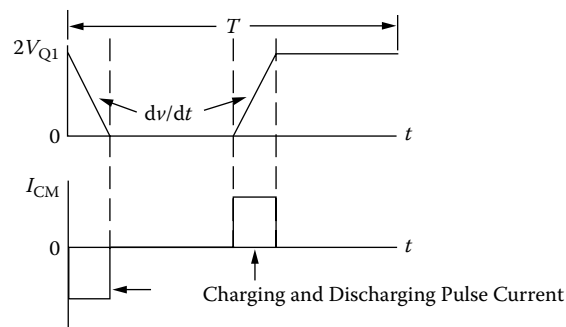 T
2V_Q1
dv/dt
0
t
I_CM
0
t
Charging and Discharging Pulse Current